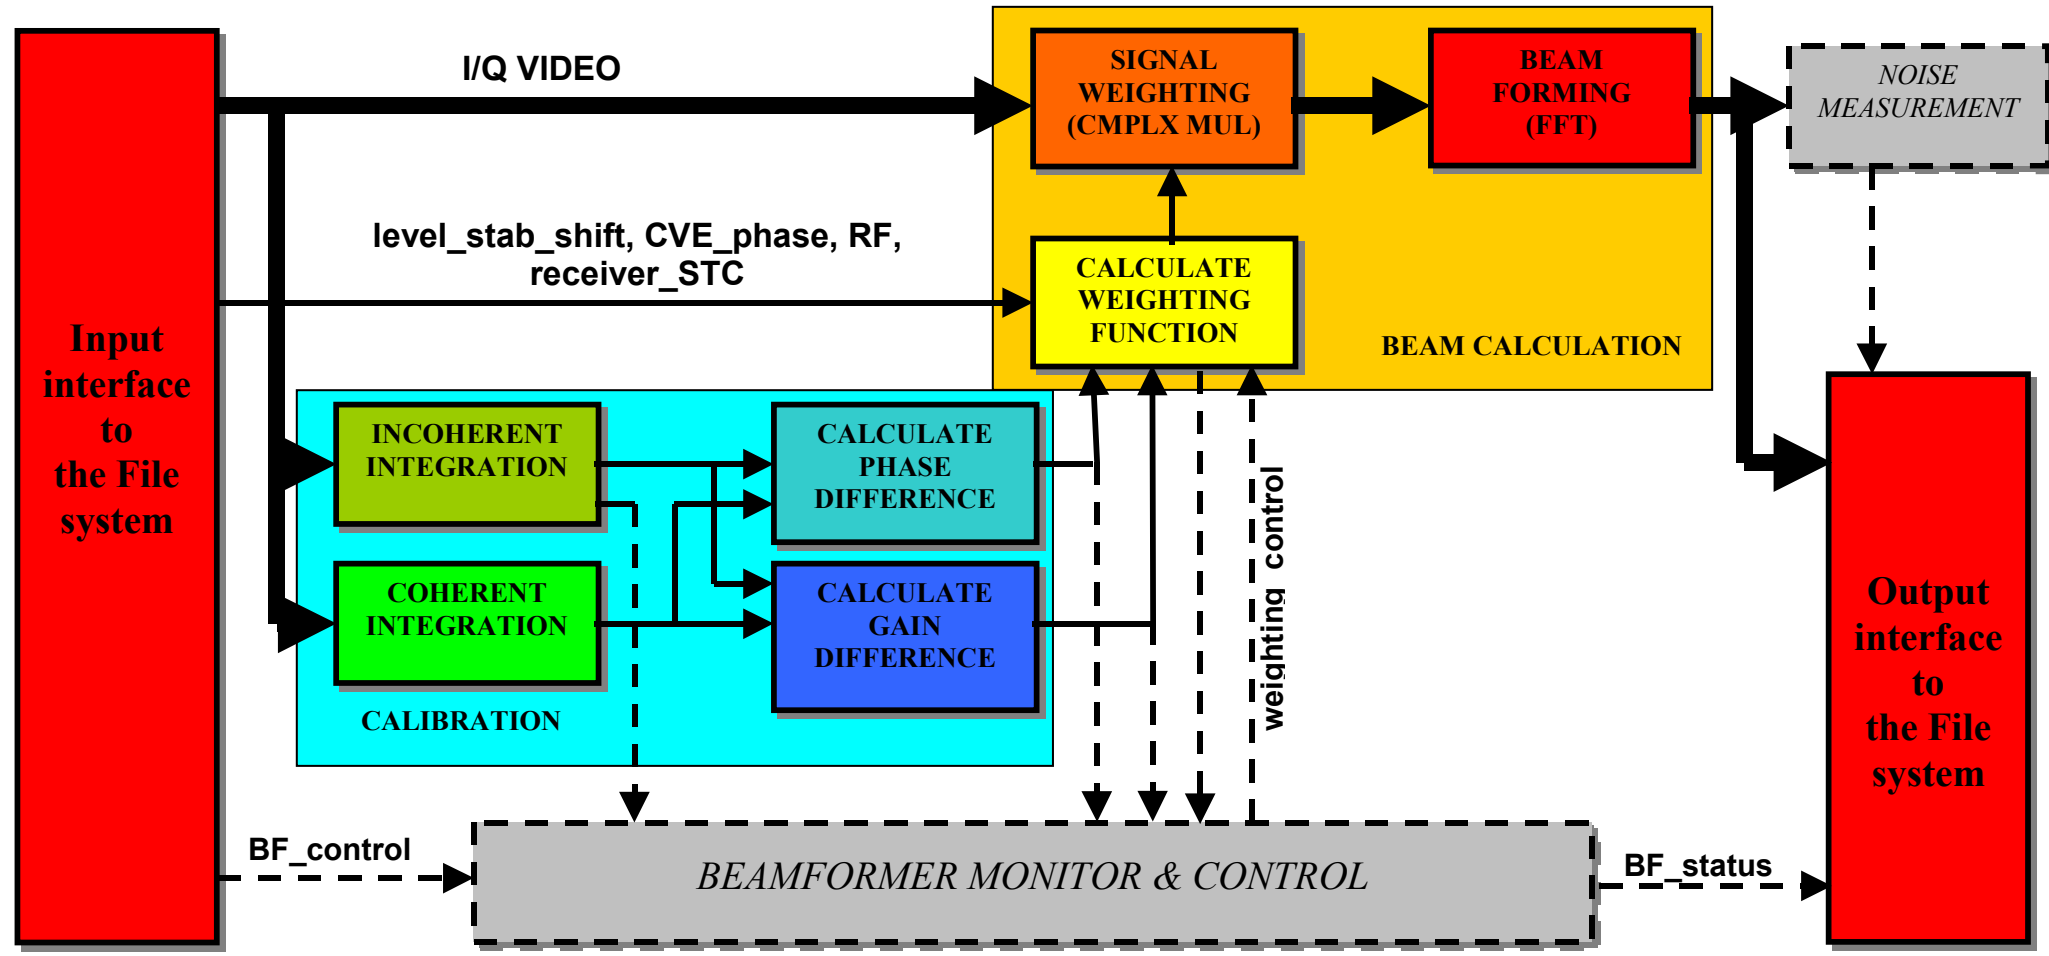 I/Q VIDEO
SIGNAL
WEIGHTING
(CMPLX MUL)
BEAM
FORMING
(FFT)
NOISE
MEASUREMENT
level_stab_shift, CVE_phase, RF,
receiver_STC
CALCULATE
WEIGHTING
FUNCTION
BEAM CALCULATION
Input
interface
to
the File
system
INCOHERENT
INTEGRATION
CALCULATE
PHASE
DIFFERENCE
COHERENT
INTEGRATION
CALCULATE
GAIN
DIFFERENCE
CALIBRATION
weighting_control
Output
interface
to
the File
system
BF_control
BEAMFORMER MONITOR & CONTROL
BF_status